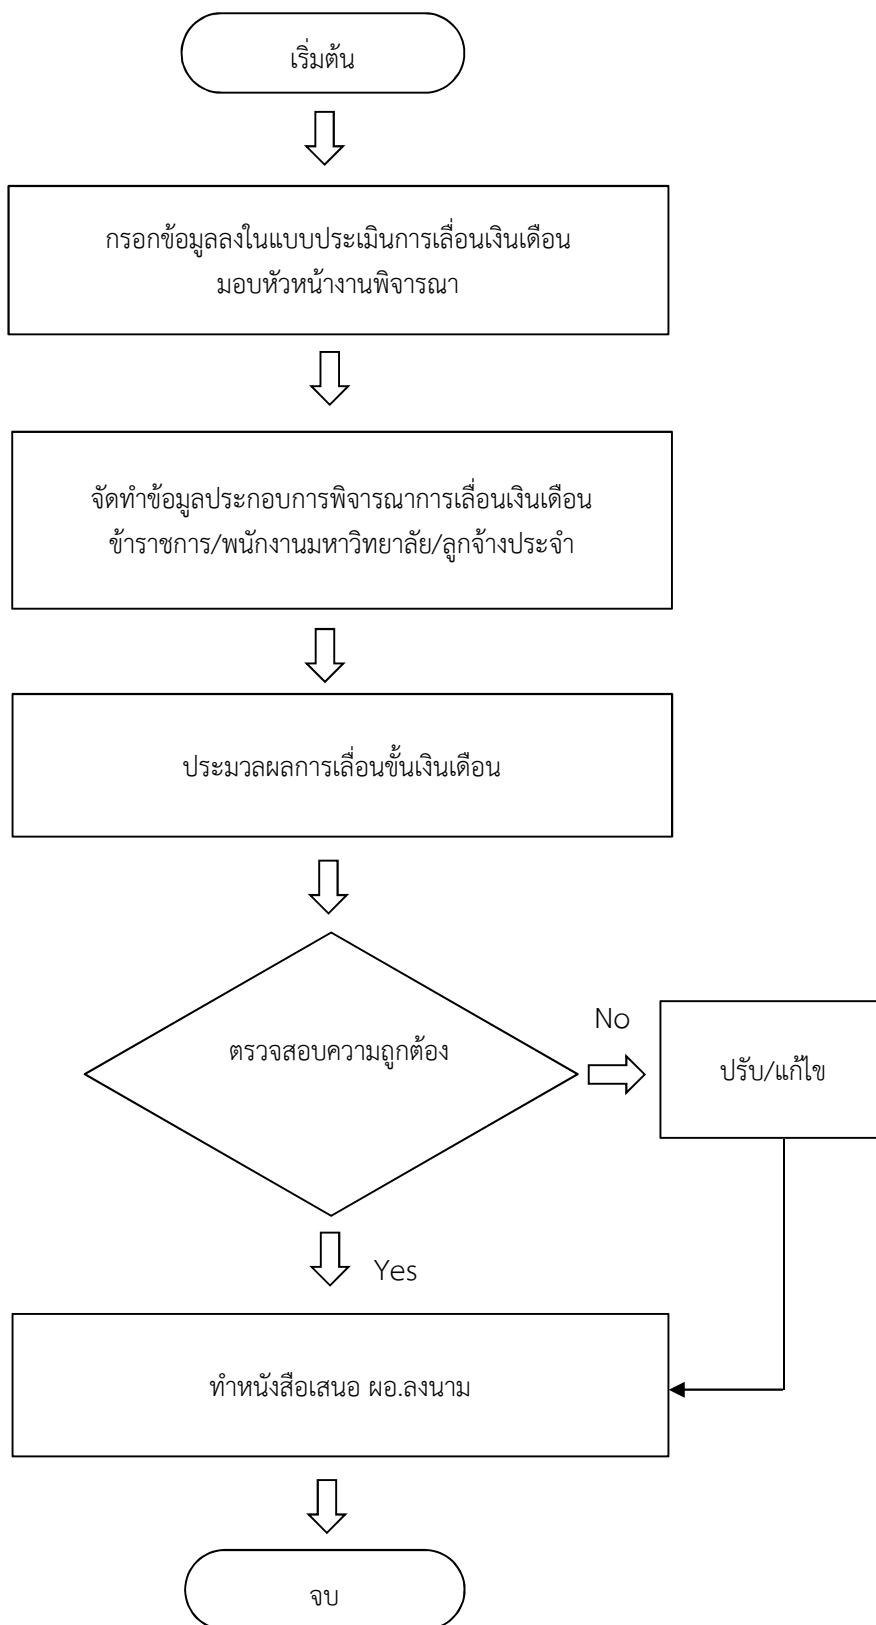 เริ่มต้น
กรอกข้อมูลลงในแบบประเมินการเลื่อนเงินเดือน
มอบหัวหน้างานพิจารณา
จัดทำข้อมูลประกอบการพิจารณาการเลื่อนเงินเดือน
ข้าราชการ/พนักงานมหาวิทยาลัย/ลูกจ้างประจำ
ประมวลผลการเลื่อนขั้นเงินเดือน
ตรวจสอบความถูกต้อง
No
ปรับ/แก้ไข
Yes
ทำหนังสือเสนอ ผอ.ลงนาม
จบ